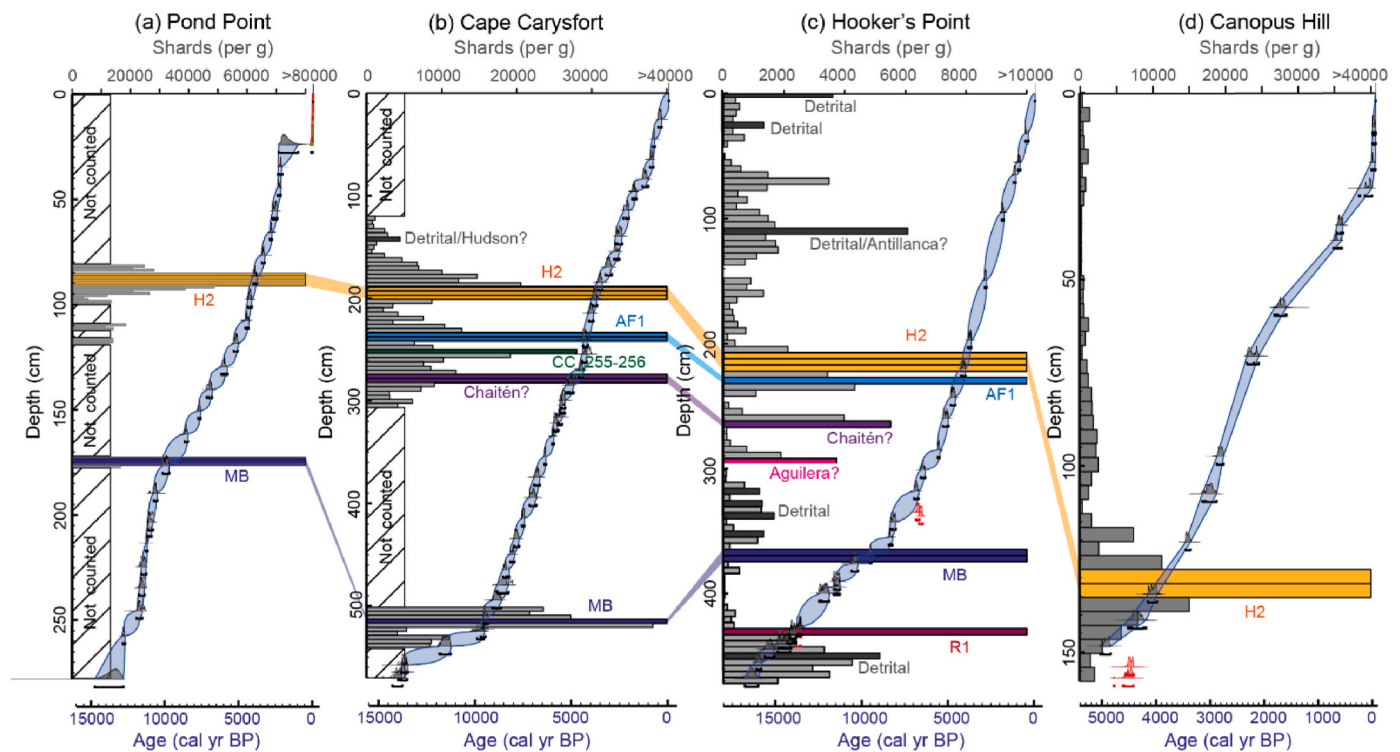 (a) Pond Point
Shards (per g)
0 20000 40000 60000 >80000
Depth (cm)
0
50
100
150
200
250
Not counted
Not counted
Not counted
H2
MB
15000 10000 5000 0
Age (cal yr BP)
(b) Cape Carysfort
Shards (per g)
0 10000 20000 30000 >40000
Depth (cm)
0
100
200
300
400
500
Not counted
Not counted
Detrital/Hudson?
H2
AF1
CC 255-256
Chaitén?
MB
15000 10000 5000 0
Age (cal yr BP)
(c) Hooker's Point
Shards (per g)
0 2000 4000 6000 8000 >10000
Depth (cm)
0
100
200
300
400
Detrital
Detrital
Detrital/Antillanca?
H2
AF1
Chaitén?
Aguilera?
Detrital
MB
R1
Detrital
15000 10000 5000 0
Age (cal yr BP)
(d) Canopus Hill
Shards (per g)
0 10000 20000 30000 >40000
Depth (cm)
0
50
100
150
H2
5000 4000 3000 2000 1000 0
Age (cal yr BP)